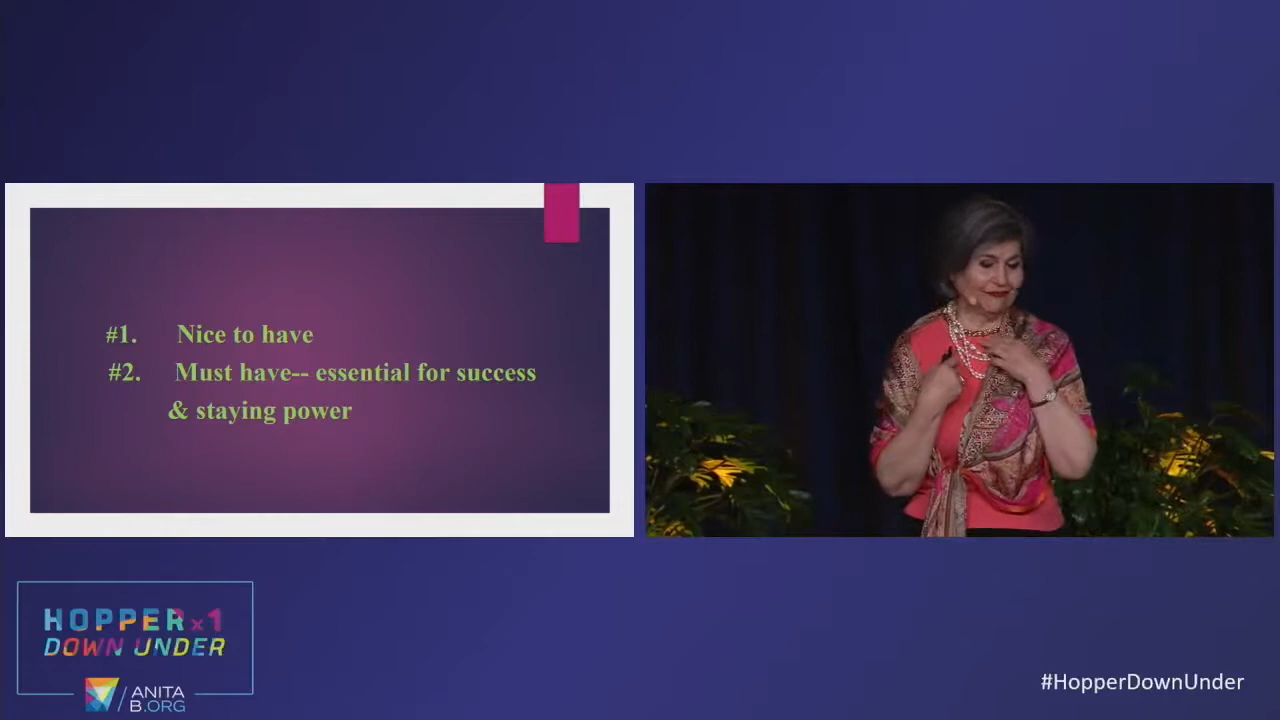 #1. Nice to have
#2. Must have-- essential for success
& staying power
HOPPER x1
DOWN UNDER
ANITA
B.ORG
#HopperDownUnder